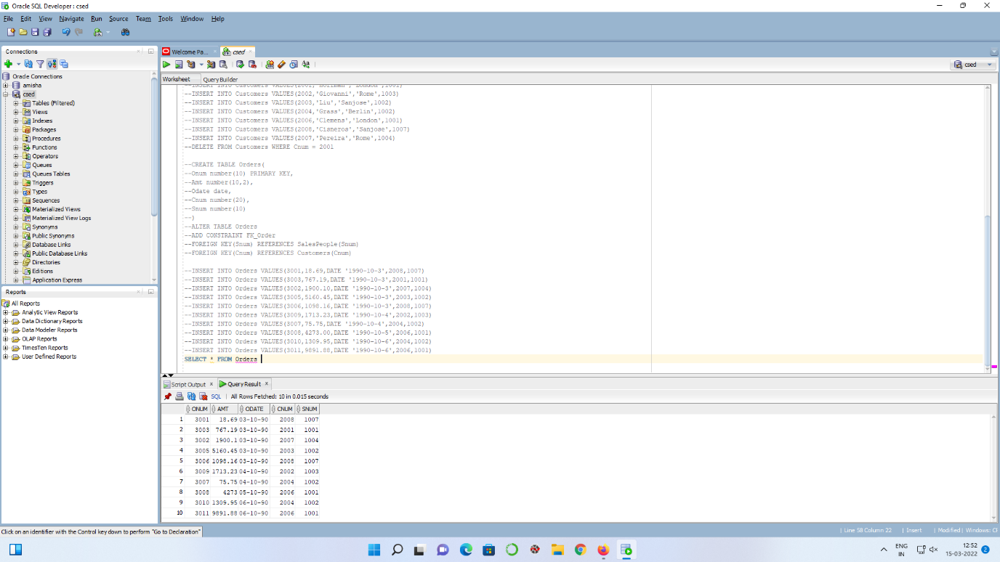 Oracle SQL Developer : csed
File Edit View Navigate Run Source Team Tools Window Help
Connections
Oracle Connections
amisha
csed
Tables (Filtered)
Views
Indexes
Packages
Procedures
Functions
Operators
Queues
Queues Tables
Triggers
Types
Sequences
Materialized Views
Materialized View Logs
Synonyms
Public Synonyms
Database Links
Public Database Links
Directories
Editions
Application Express
Reports
All Reports
Analytic View Reports
Data Dictionary Reports
Data Modeler Reports
OLAP Reports
TimesTen Reports
User Defined Reports
Welcome Pa... csed
csed
Worksheet Query Builder
--INSERT INTO Customers VALUES(2001,'Hoffman','London',1001)
--INSERT INTO Customers VALUES(2002,'Giovanni','Rome',1003)
--INSERT INTO Customers VALUES(2003,'Liu','Sanjose',1002)
--INSERT INTO Customers VALUES(2004,'Grass','Berlin',1002)
--INSERT INTO Customers VALUES(2006,'Clemens','London',1001)
--INSERT INTO Customers VALUES(2008,'Cisneros','Sanjose',1007)
--INSERT INTO Customers VALUES(2007,'Pereira','Rome',1004)
--DELETE FROM Customers WHERE Cnum = 2001
--CREATE TABLE Orders(
--Onum number(10) PRIMARY KEY,
--Amt number(10,2),
--Odate date,
--Cnum number(20),
--Snum number(10)
--)
--ALTER TABLE Orders
--ADD CONSTRAINT FK_Order
--FOREIGN KEY(Snum) REFERENCES SalesPeople(Snum)
--FOREIGN KEY(Cnum) REFERENCES Customers(Cnum)
--INSERT INTO Orders VALUES(3001,18.69,DATE '1990-10-3',2008,1007)
--INSERT INTO Orders VALUES(3003,767.19,DATE '1990-10-3',2001,1001)
--INSERT INTO Orders VALUES(3002,1900.10,DATE '1990-10-3',2007,1004)
--INSERT INTO Orders VALUES(3005,5160.45,DATE '1990-10-3',2003,1002)
--INSERT INTO Orders VALUES(3006,1098.16,DATE '1990-10-3',2008,1007)
--INSERT INTO Orders VALUES(3009,1713.23,DATE '1990-10-4',2002,1003)
--INSERT INTO Orders VALUES(3007,75.75,DATE '1990-10-4',2004,1002)
--INSERT INTO Orders VALUES(3008,4273.00,DATE '1990-10-5',2006,1001)
--INSERT INTO Orders VALUES(3010,1309.95,DATE '1990-10-6',2004,1002)
--INSERT INTO Orders VALUES(3011,9891.88,DATE '1990-10-6',2006,1001)
SELECT * FROM Orders
Script Output x Query Result x
SQL | All Rows Fetched: 10 in 0.015 seconds
ONUM AMT ODATE CNUM SNUM
1 3001 18.69 03-10-90 2008 1007
2 3003 767.19 03-10-90 2001 1001
3 3002 1900.1 03-10-90 2007 1004
4 3005 5160.45 03-10-90 2003 1002
5 3006 1098.16 03-10-90 2008 1007
6 3009 1713.23 04-10-90 2002 1003
7 3007 75.75 04-10-90 2004 1002
8 3008 4273 05-10-90 2006 1001
9 3010 1309.95 06-10-90 2004 1002
10 3011 9891.88 06-10-90 2006 1001
Click on an identifier with the Control key down to perform "Go to Declaration"
| Line 58 Column 22 | Insert | Modified | Windows: Cl
ENG
IN
12:52
15-03-2022
2